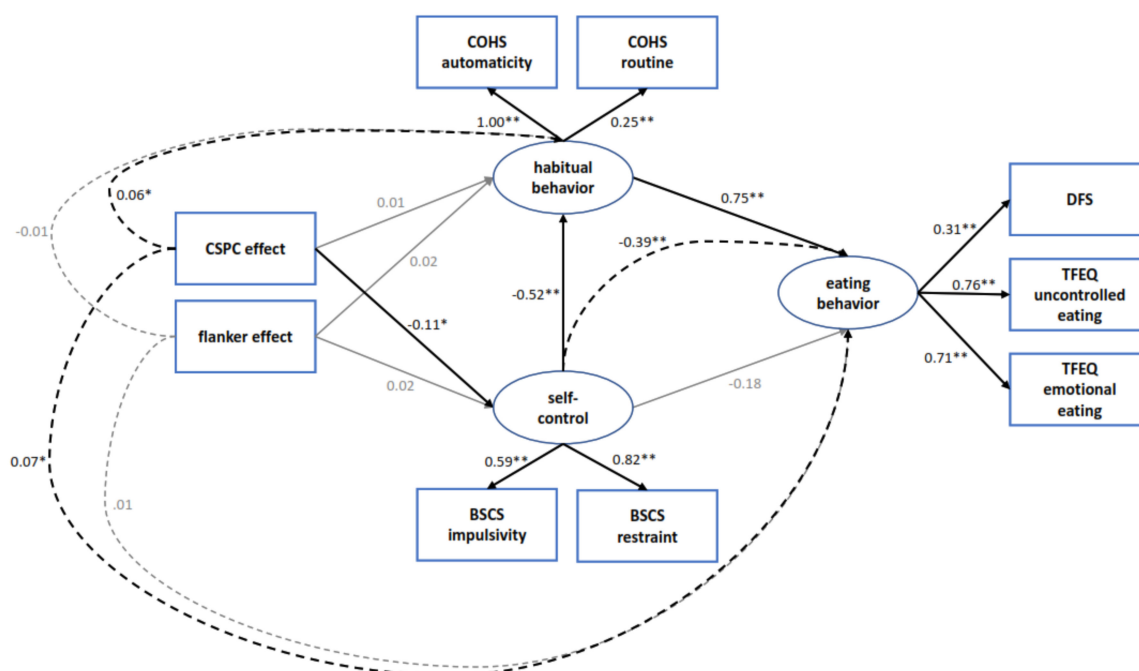 COHS
automaticity
COHS
routine
1.00**
0.25**
habitual
behavior
0.06*
-0.01
CSPC effect
flanker effect
0.01
0.02
-0.11*
0.02
-0.52**
-0.39**
0.75**
-0.18
eating
behavior
self-
control
0.31**
0.76**
0.71**
DFS
TFEQ
uncontrolled
eating
TFEQ
emotional
eating
0.59**
0.82**
BSCS
impulsivity
BSCS
restraint
0.07*
.01